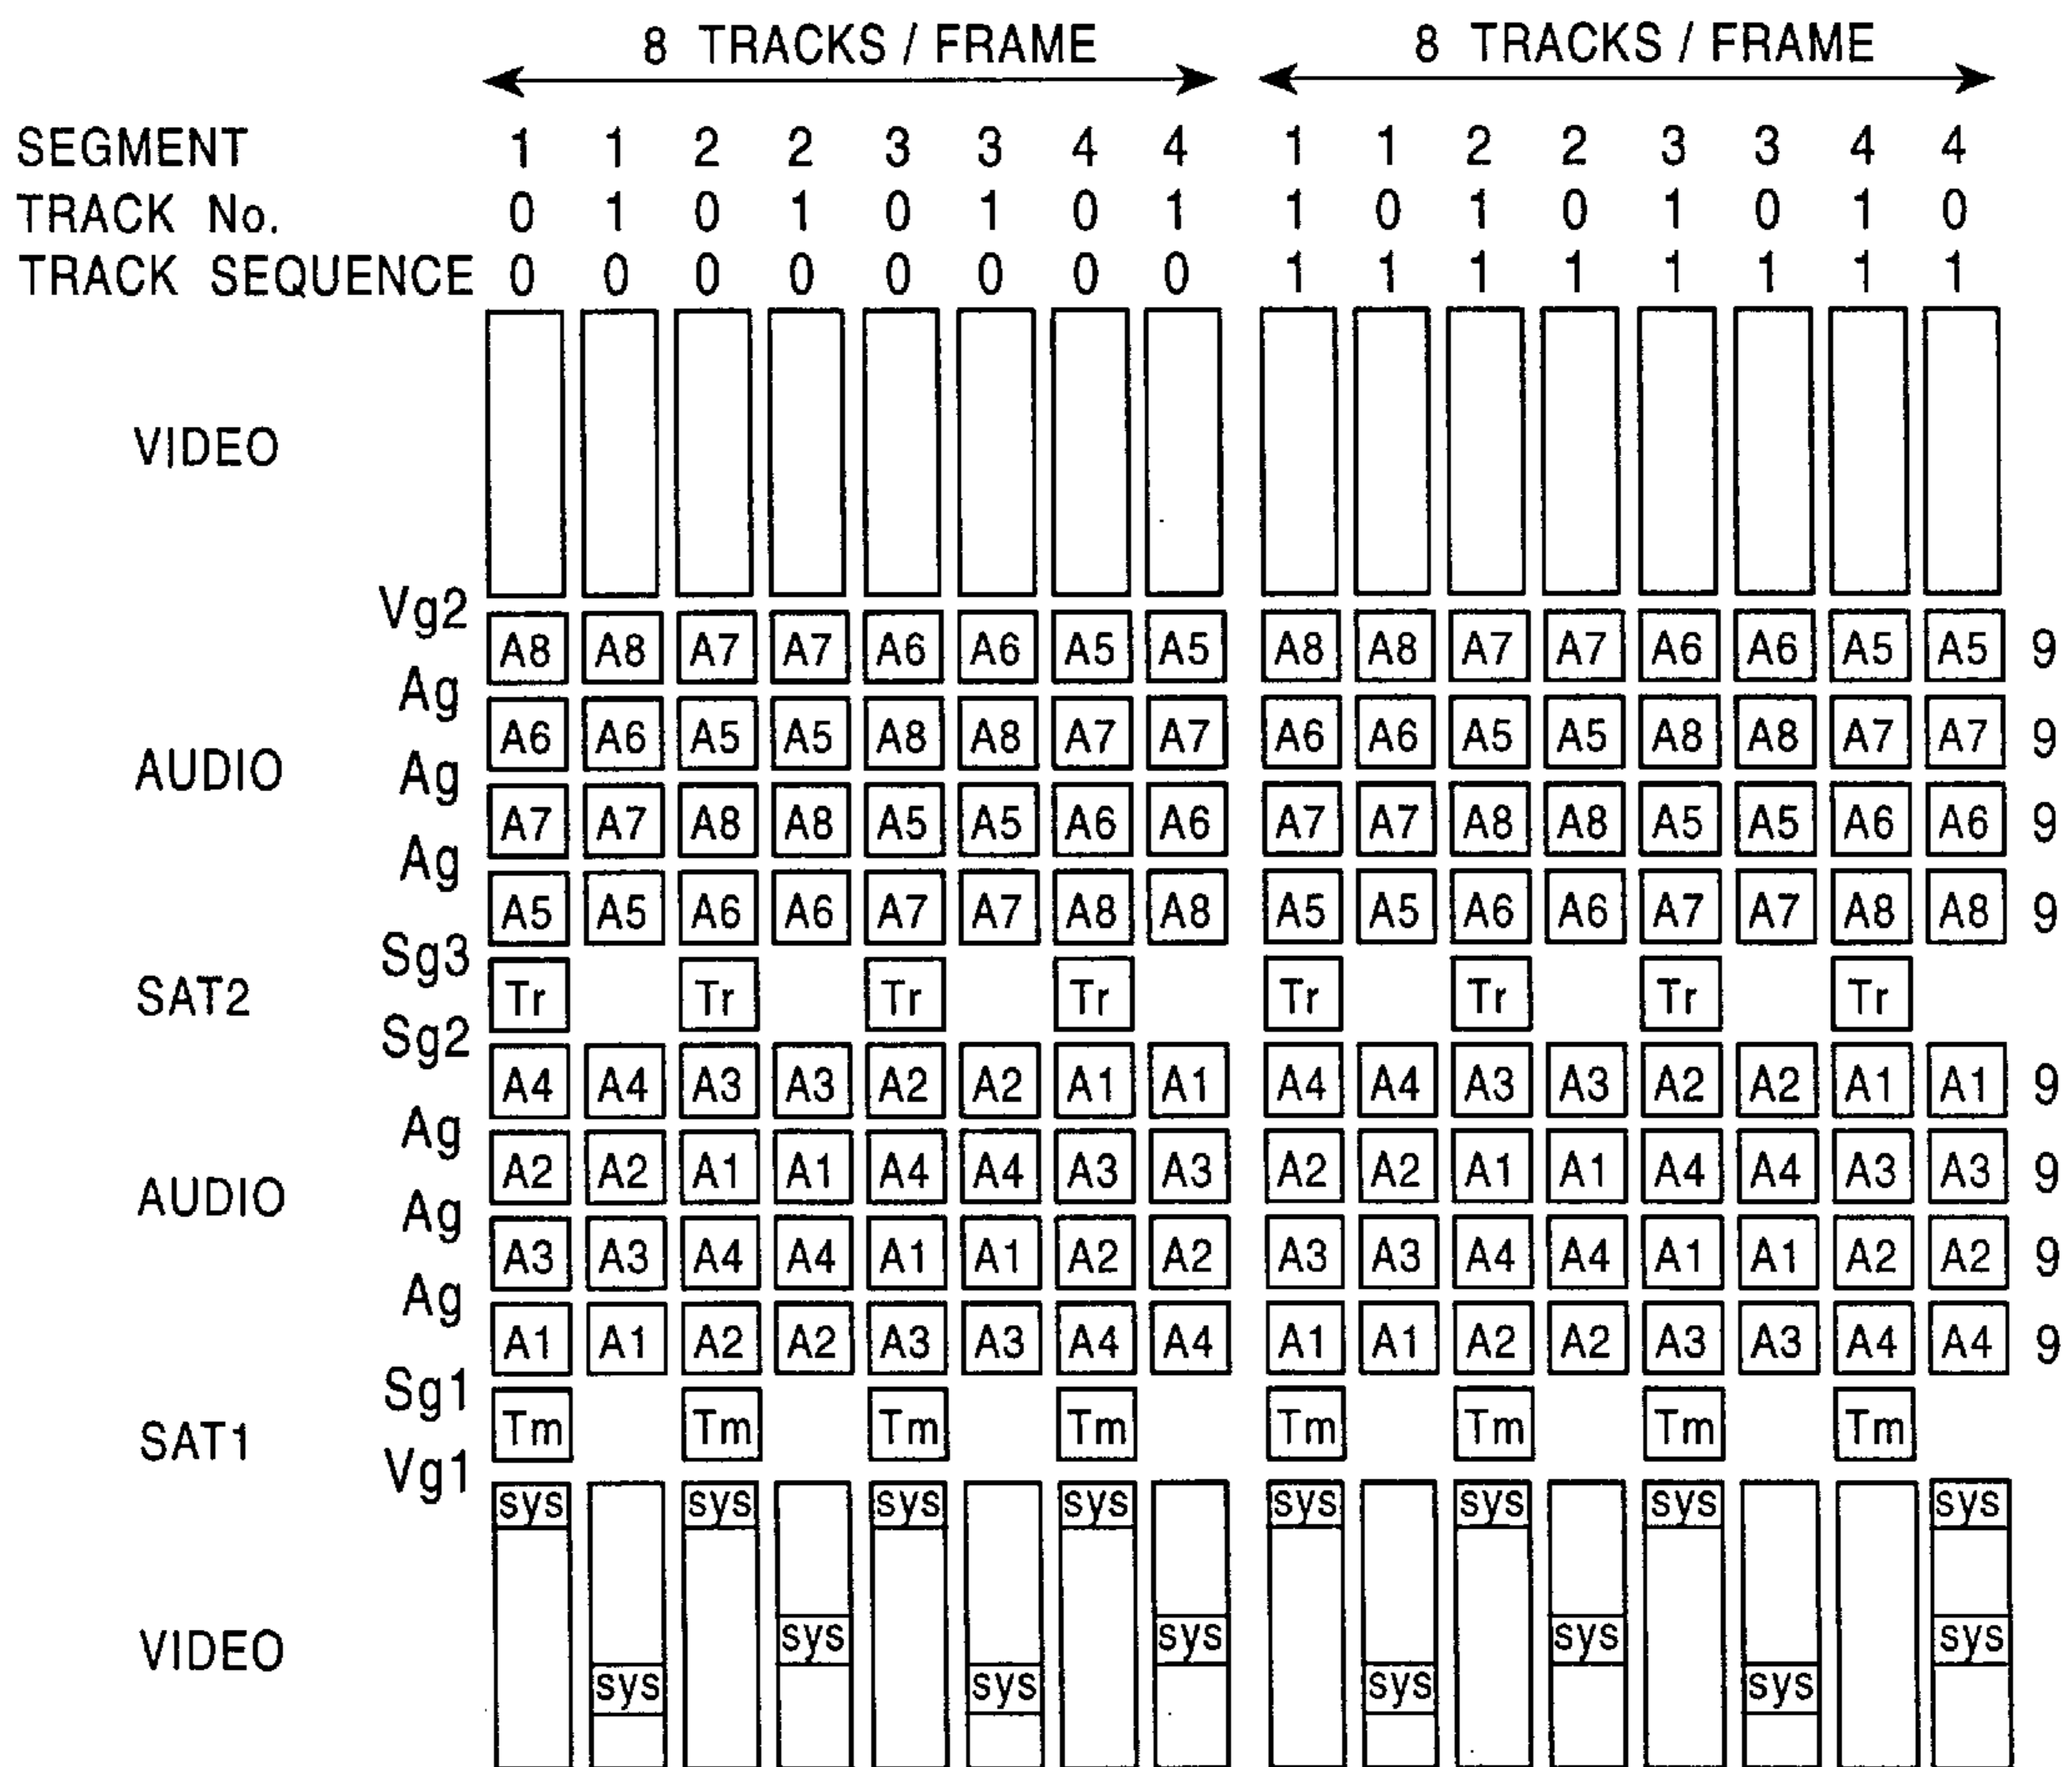 8 TRACKS / FRAME 8 TRACKS / FRAME
SEGMENT 1 1 2 2 3 3 4 4 1 1 2 2 3 3 4 4
TRACK No. 0 1 0 1 0 1 0 1 1 0 1 0 1 0 1 0
TRACK SEQUENCE 0 0 0 0 0 0 0 0 1 1 1 1 1 1 1 1
VIDEO
Vg2
A8 A8 A7 A7 A6 A6 A5 A5 A8 A8 A7 A7 A6 A6 A5 A5 9
Ag
A6 A6 A5 A5 A8 A8 A7 A7 A6 A6 A5 A5 A8 A8 A7 A7 9
AUDIO Ag
A7 A7 A8 A8 A5 A5 A6 A6 A7 A7 A8 A8 A5 A5 A6 A6 9
Ag
A5 A5 A6 A6 A7 A7 A8 A8 A5 A5 A6 A6 A7 A7 A8 A8 9
Sg3
SAT2 Tr Tr Tr Tr Tr Tr Tr Tr
Sg2
A4 A4 A3 A3 A2 A2 A1 A1 A4 A4 A3 A3 A2 A2 A1 A1 9
Ag
A2 A2 A1 A1 A4 A4 A3 A3 A2 A2 A1 A1 A4 A4 A3 A3 9
AUDIO Ag
A3 A3 A4 A4 A1 A1 A2 A2 A3 A3 A4 A4 A1 A1 A2 A2 9
Ag
A1 A1 A2 A2 A3 A3 A4 A4 A1 A1 A2 A2 A3 A3 A4 A4 9
Sg1
SAT1 Tm Tm Tm Tm Tm Tm Tm Tm
Vg1
sys sys sys sys sys sys sys sys
VIDEO sys sys sys sys
sys sys sys sys